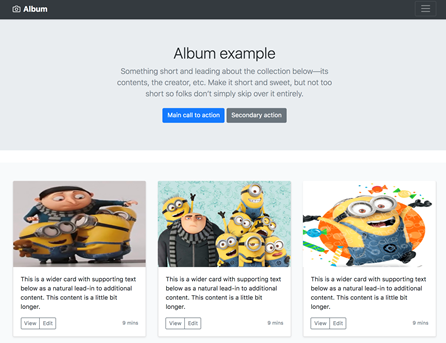 Album
Album example
Something short and leading about the collection below—its
contents, the creator, etc. Make it short and sweet, but not too
short so folks don't simply skip over it entirely.
Main call to action Secondary action
This is a wider card with supporting text
below as a natural lead-in to additional
content. This content is a little bit
longer.
View Edit 9 mins
This is a wider card with supporting text
below as a natural lead-in to additional
content. This content is a little bit
longer.
View Edit 9 mins
This is a wider card with supporting text
below as a natural lead-in to additional
content. This content is a little bit
longer.
View Edit 9 mins